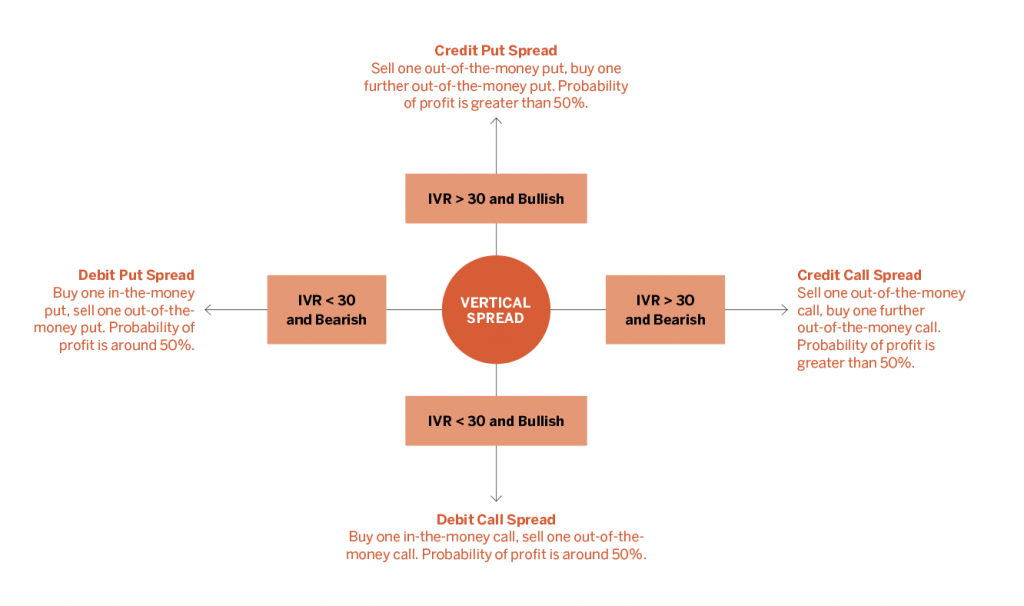 Credit Put Spread
Sell one out-of-the-money put, buy one
further out-of-the-money put. Probability
of profit is greater than 50%.
IVR > 30 and Bullish
Debit Put Spread
Buy one in-the-money
put, sell one out-of-the-
money put. Probability of
profit is around 50%.
IVR < 30
and Bearish
VERTICAL
SPREAD
IVR > 30
and Bearish
Credit Call Spread
Sell one out-of-the-money
call, buy one further
out-of-the-money call.
Probability of profit is
greater than 50%.
IVR < 30 and Bullish
Debit Call Spread
Buy one in-the-money call, sell one out-of-the-
money call. Probability of profit is around 50%.